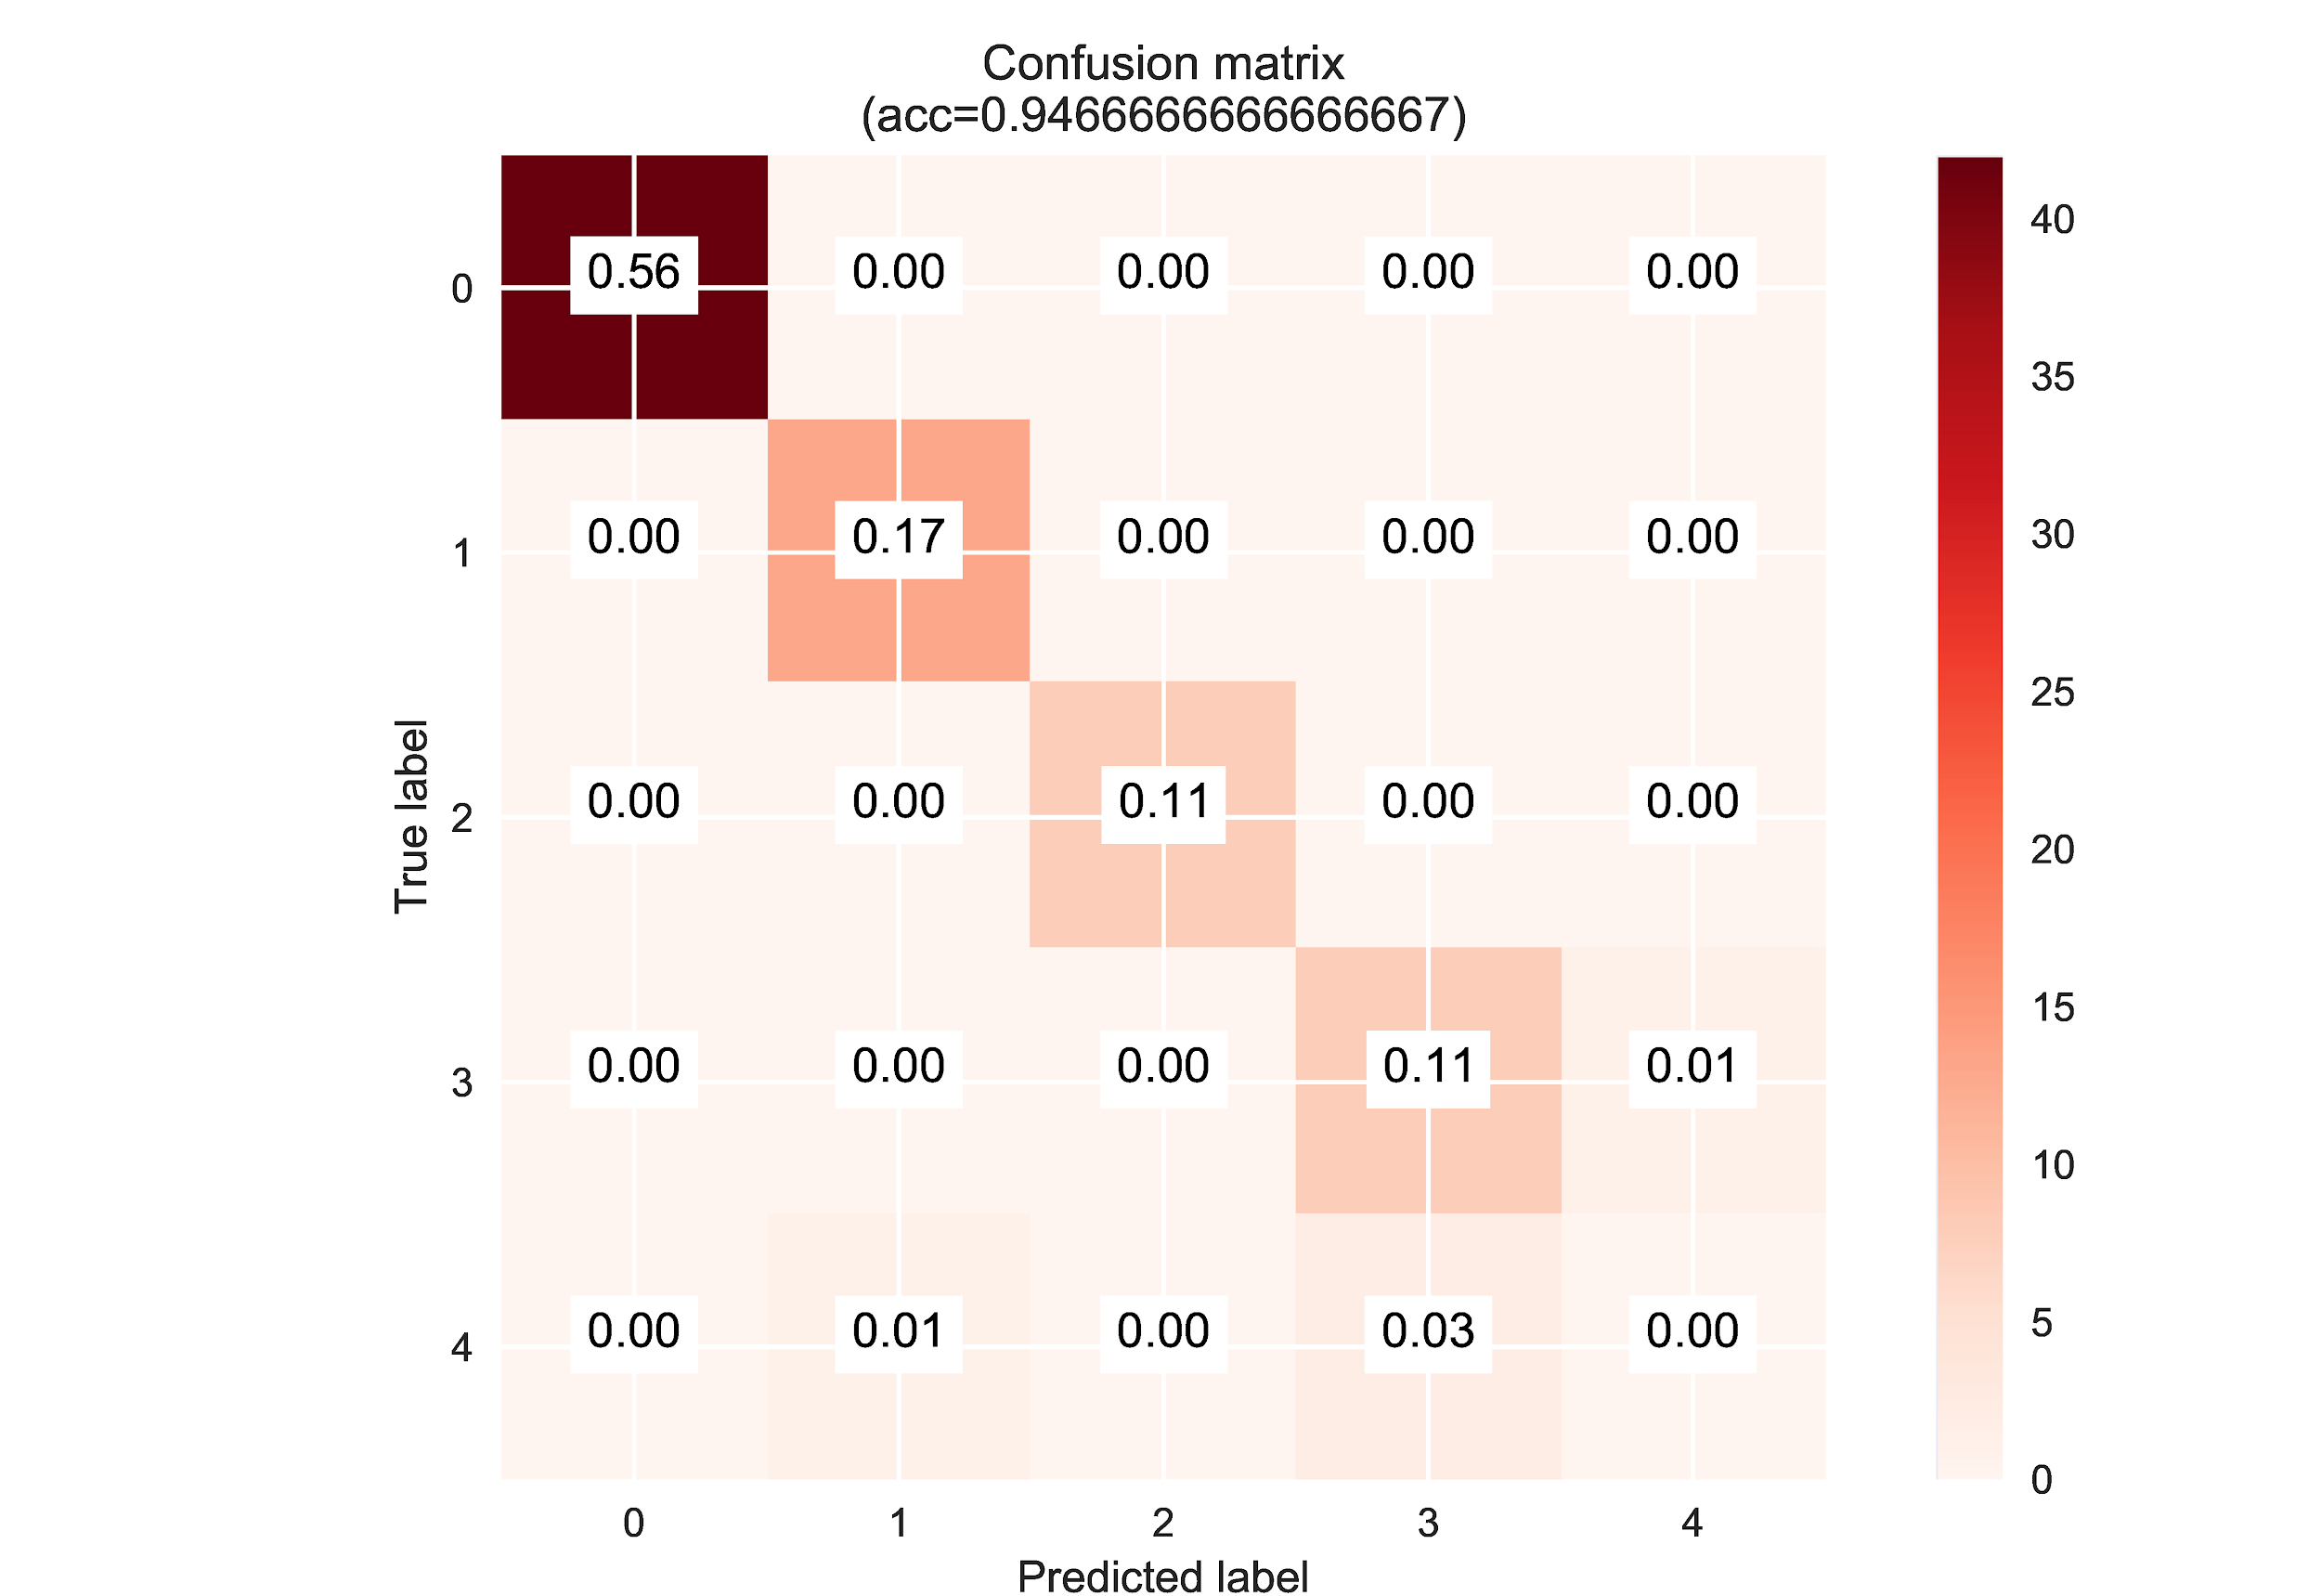 Confusion matrix
(acc=0.9466666666666667)
0 0.56 0.00 0.00 0.00 0.00
1 0.00 0.17 0.00 0.00 0.00
2 0.00 0.00 0.11 0.00 0.00
3 0.00 0.00 0.00 0.11 0.01
4 0.00 0.01 0.00 0.03 0.00
0 1 2 3 4
Predicted label
True label
40
35
30
25
20
15
10
5
0